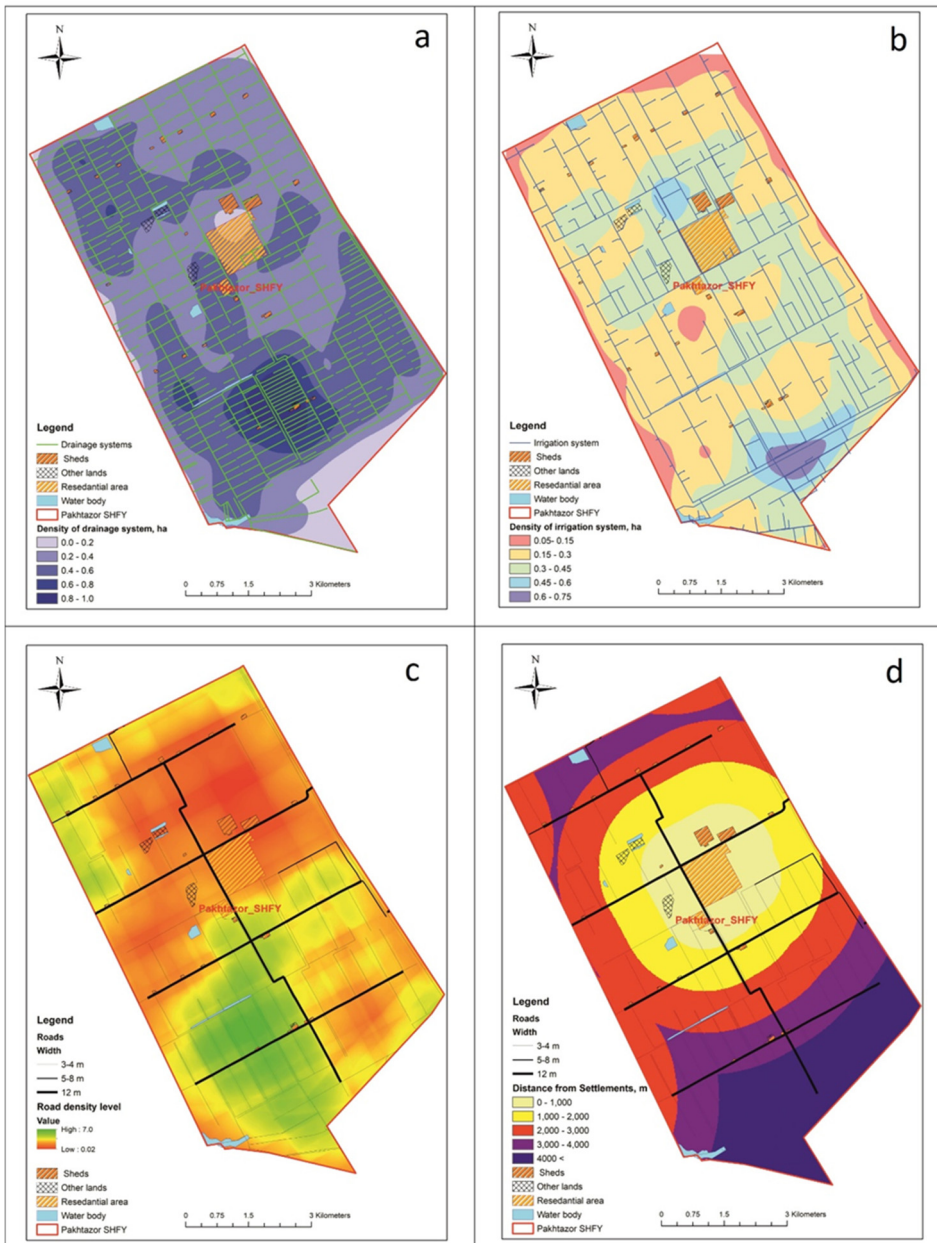 N
a
Pakhtazor_SHFY
Legend
Drainage systems
Sheds
Other lands
Resedantial area
Water body
Pakhtazor SHFY
Density of drainage system, ha
0.0 - 0.2
0.2 - 0.4
0.4 - 0.6
0.6 - 0.8
0.8 - 1.0
0 0.75 1.5 3 Kilometers
N
b
Pakhtazor_SHFY
Legend
Irrigation system
Sheds
Other lands
Resedantial area
Water body
Pakhtazor SHFY
Density of irrigation system, ha
0.05- 0.15
0.15 - 0.3
0.3 - 0.45
0.45 - 0.6
0.6 - 0.75
0 0.75 1.5 3 Kilometers
N
c
Pakhtazor_SHFY
Legend
Roads
Width
3-4 m
5-8 m
12 m
Road density level
Value
High : 7.0
Low : 0.02
Sheds
Other lands
Resedantial area
Water body
Pakhtazor SHFY
0 0.75 1.5 3 Kilometers
N
d
Pakhtazor_SHFY
Legend
Roads
Width
3-4 m
5-8 m
12 m
Distance from Settlements, m
0 - 1,000
1,000 - 2,000
2,000 - 3,000
3,000 - 4,000
4000 <
Sheds
Other lands
Resedantial area
Water body
Pakhtazor SHFY
0 0.75 1.5 3 Kilometers